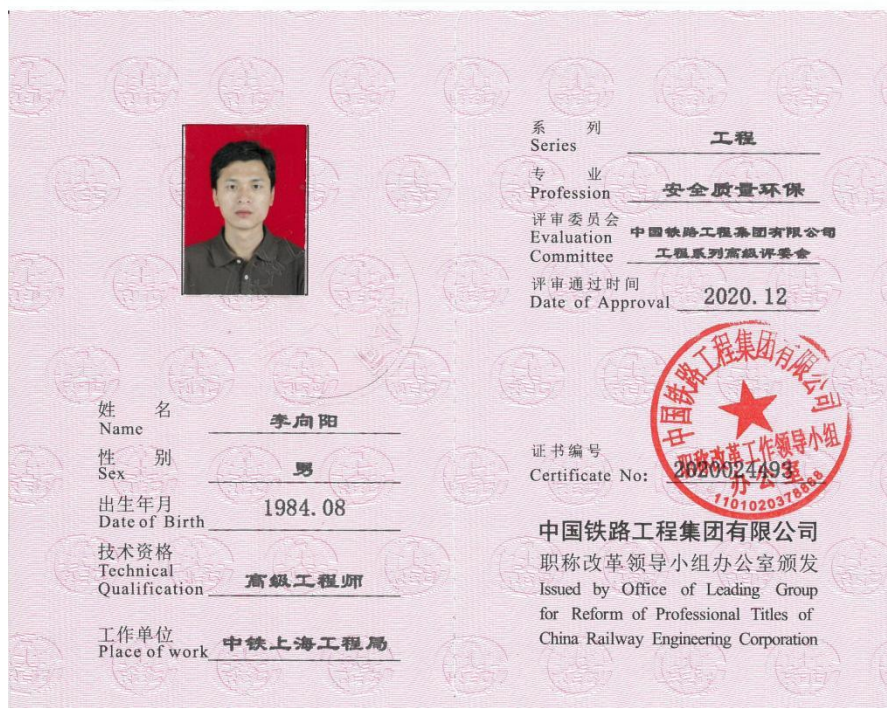 姓 名
Name
李向阳
性 别
Sex
男
出生年月
Date of Birth
1984.08
技术资格
Technical
Qualification
高级工程师
工作单位
Place of work
中铁上海工程局
系 列
Series
工程
专 业
Profession
安全质量环保
评审委员会
Evaluation
Committee
中国铁路工程集团有限公司
工程系列高级评委会
评审通过时间
Date of Approval
2020.12
中国铁路工程集团有限公司
职称改革工作领导小组
办公室
1101020378888
证书编号
Certificate No:
2020024493
中国铁路工程集团有限公司
职称改革领导小组办公室颁发
Issued by Office of Leading Group
for Reform of Professional Titles of
China Railway Engineering Corporation